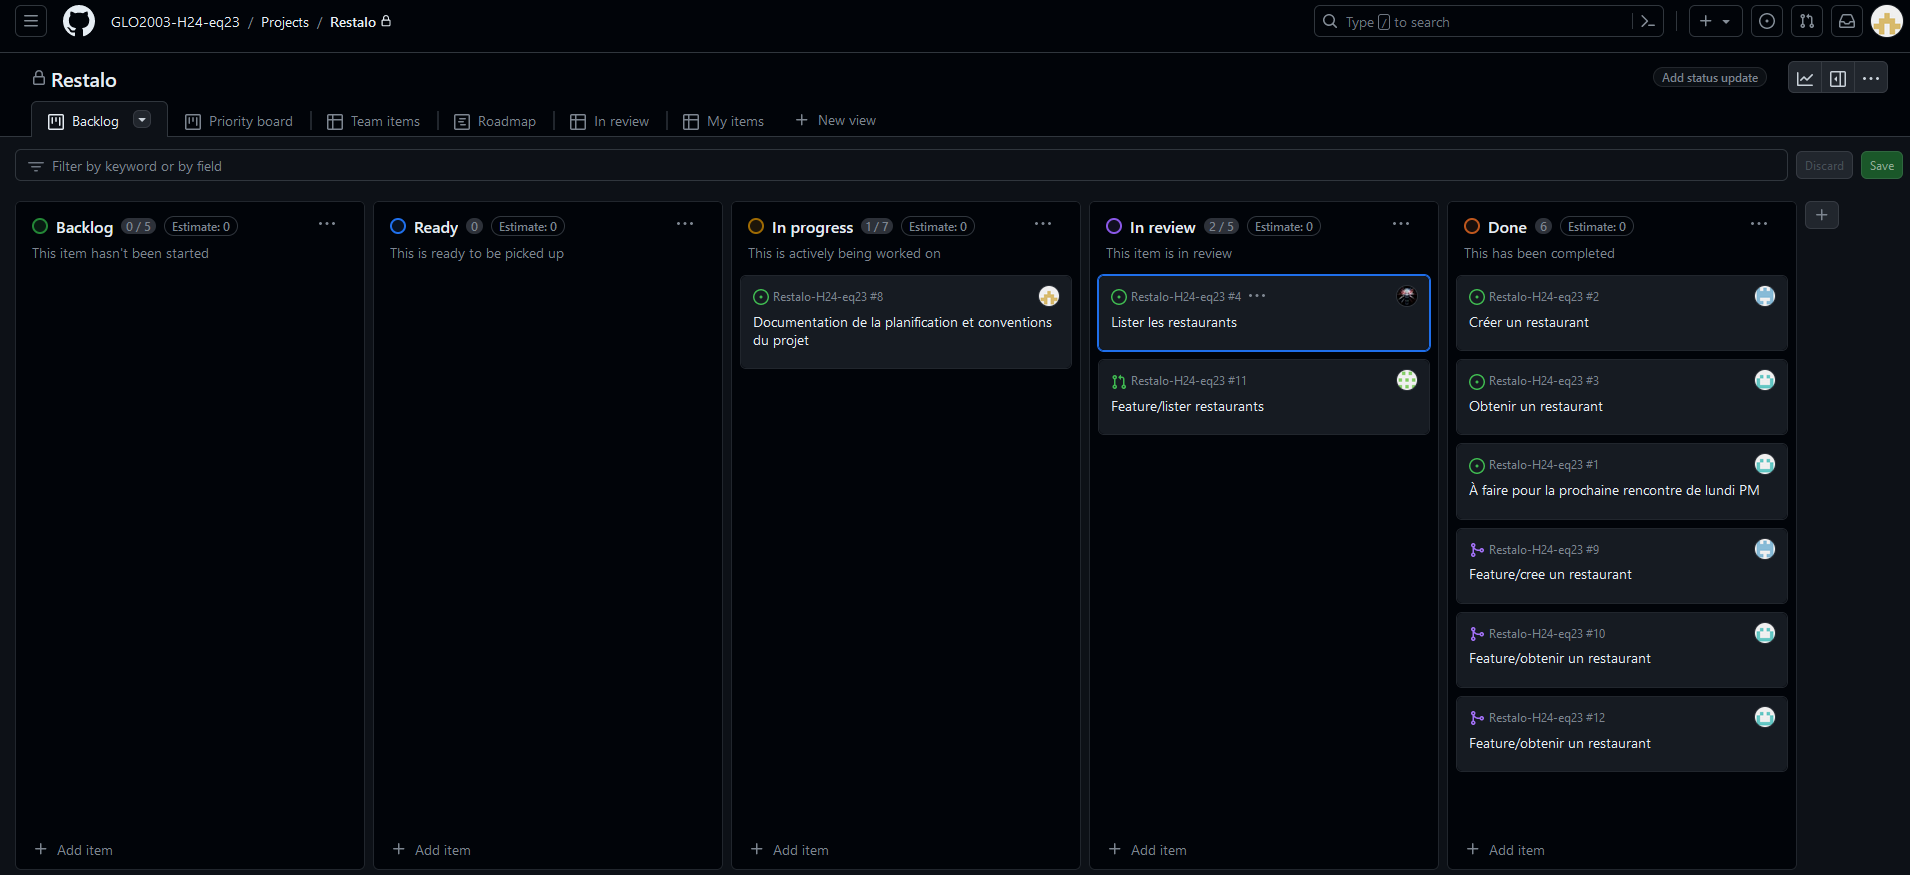 GLO2003-H24-eq23 / Projects / Restalo
Type / to search
Restalo
Add status update
Backlog
Priority board
Team items
Roadmap
In review
My items
New view
Filter by keyword or by field
Discard
Save
Backlog 0 / 5 Estimate: 0
This item hasn't been started
Add item
Ready 0 Estimate: 0
This is ready to be picked up
Add item
In progress 1 / 7 Estimate: 0
This is actively being worked on
Restalo-H24-eq23 #8
Documentation de la planification et conventions
du projet
Add item
In review 2 / 5 Estimate: 0
This item is in review
Restalo-H24-eq23 #4
Lister les restaurants
Restalo-H24-eq23 #11
Feature/lister restaurants
Add item
Done 6 Estimate: 0
This has been completed
Restalo-H24-eq23 #2
Créer un restaurant
Restalo-H24-eq23 #3
Obtenir un restaurant
Restalo-H24-eq23 #1
À faire pour la prochaine rencontre de lundi PM
Restalo-H24-eq23 #9
Feature/cree un restaurant
Restalo-H24-eq23 #10
Feature/obtenir un restaurant
Restalo-H24-eq23 #12
Feature/obtenir un restaurant
Add item